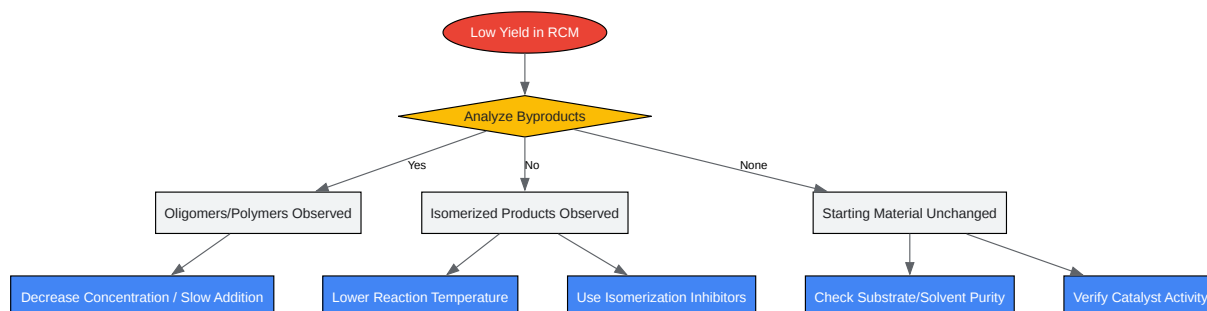 Low Yield in RCM
Analyze Byproducts
Yes
No
None
Oligomers/Polymers Observed
Isomerized Products Observed
Starting Material Unchanged
Decrease Concentration / Slow Addition
Lower Reaction Temperature
Use Isomerization Inhibitors
Check Substrate/Solvent Purity
Verify Catalyst Activity